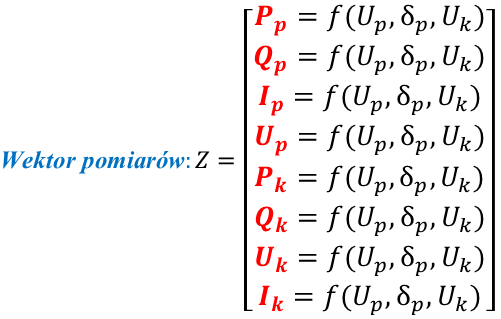 P_p = f(U_p, δ_p, U_k)
Q_p = f(U_p, δ_p, U_k)
I_p = f(U_p, δ_p, U_k)
U_p = f(U_p, δ_p, U_k)
Wektor pomiarów: Z =
P_k = f(U_p, δ_p, U_k)
Q_k = f(U_p, δ_p, U_k)
U_k = f(U_p, δ_p, U_k)
I_k = f(U_p, δ_p, U_k)